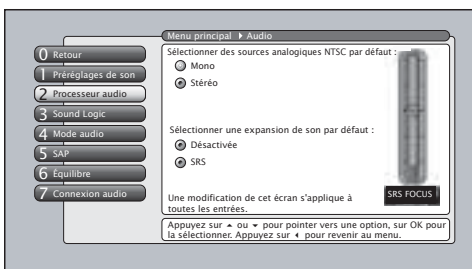 Menu principal Audio
0 Retour
1 Préréglages de son
2 Processeur audio
3 Sound Logic
4 Mode audio
5 SAP
6 Équilibre
7 Connexion audio
Sélectionner des sources analogiques NTSC par défaut :
Mono
Stéréo
Sélectionner une expansion de son par défaut :
Désactivée
SRS
Une modification de cet écran s'applique à
toutes les entrées.
SRS FOCUS
Appuyez sur ▲ ou ▼ pour pointer vers une option, sur OK pour
la sélectionner. Appuyez sur ◀ pour revenir au menu.